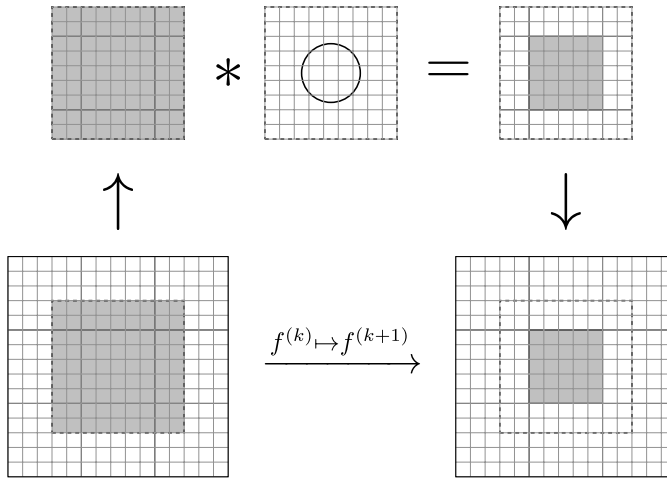 * =
f^{(k)} ↦ f^{(k+1)}